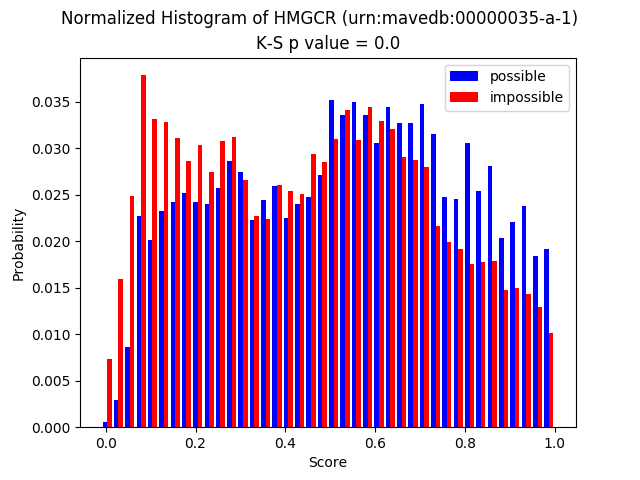 Normalized Histogram of HMGCR (urn:mavedb:00000035-a-1)
K-S p value = 0.0
possible
impossible
0.035
0.030
0.025
0.020
0.015
0.010
0.005
0.000
Probability
0.0 0.2 0.4 0.6 0.8 1.0
Score